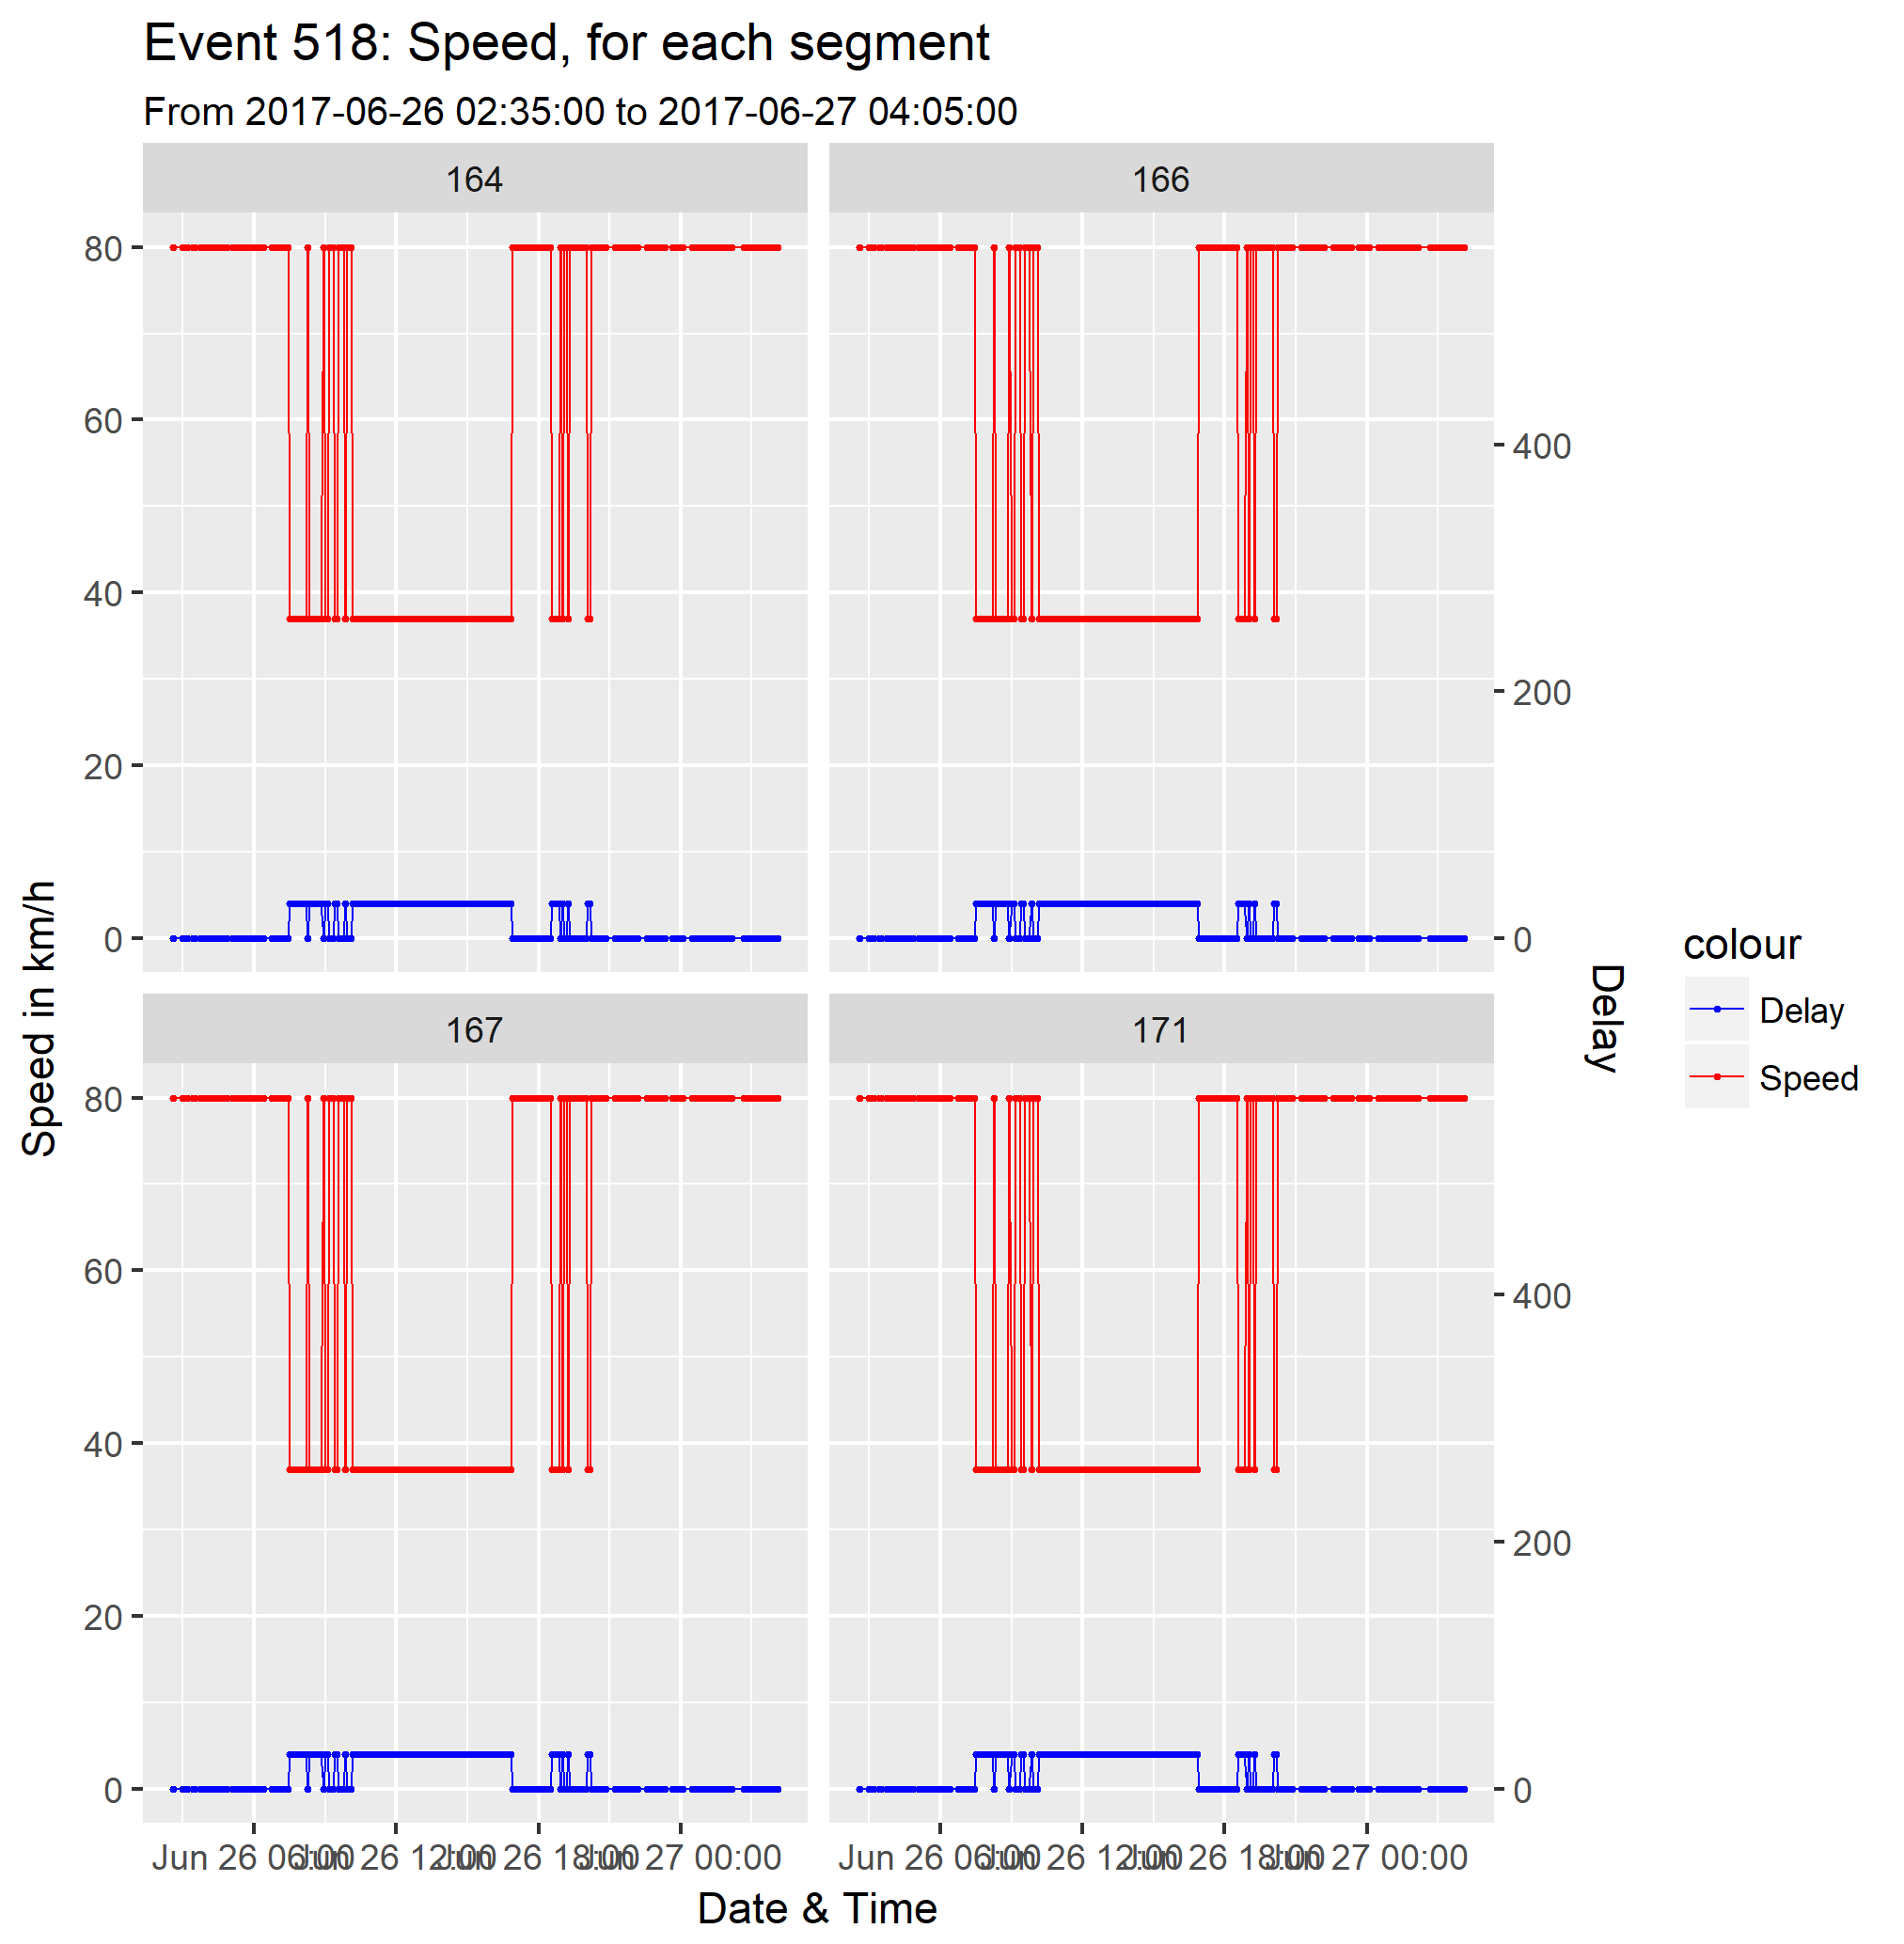 Event 518: Speed, for each segment
From 2017-06-26 02:35:00 to 2017-06-27 04:05:00
164
166
80
60
40
20
0
400
200
0
167
171
80
60
40
20
0
400
200
0
Jun 26 06:00 Jun 26 12:00 Jun 26 18:00 Jun 27 00:00
Jun 26 06:00 Jun 26 12:00 Jun 26 18:00 Jun 27 00:00
Date & Time
Speed in km/h
Delay
colour
Delay
Speed